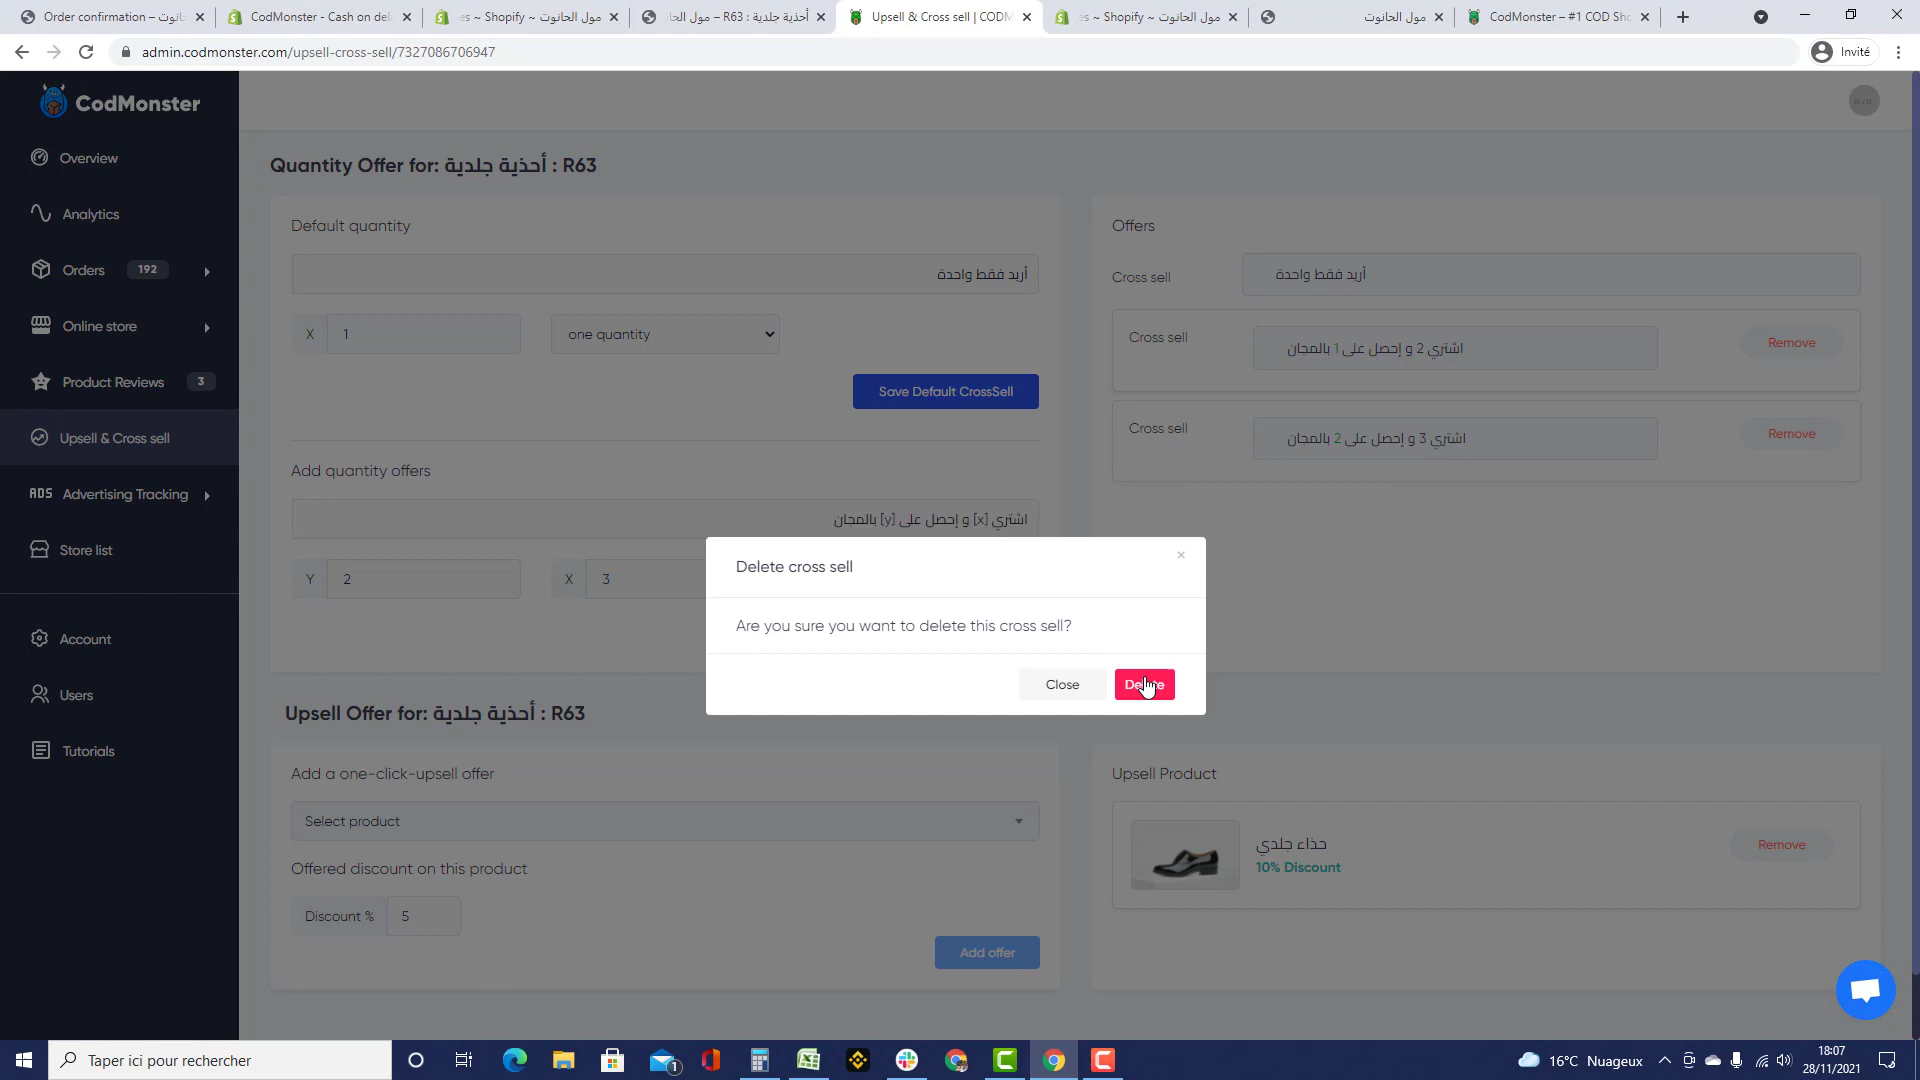 Order confirmation –
CodMonster - Cash on del
es ~ Shopify ~ مول الحانوت
أحذية جلدية : R63 – مول الحا
Upsell & Cross sell | CODM
es ~ Shopify ~ مول الحانوت
مول الحانوت
CodMonster – #1 COD Sho
admin.codmonster.com/upsell-cross-sell/7327086706947
Invité
CodMonster
Overview
Analytics
Orders 192
Online store
Product Reviews 3
Upsell & Cross sell
ADS Advertising Tracking
Store list
Account
Users
Tutorials
Quantity Offer for: أحذية جلدية : R63
Default quantity
أريد فقط واحدة
X 1 one quantity
Save Default CrossSell
Add quantity offers
اشتري [x] و إحصل على [y] بالمجان
Y 2 X 3
Offers
Cross sell أريد فقط واحدة
Cross sell اشتري 2 و إحصل على 1 بالمجان Remove
Cross sell اشتري 3 و إحصل على 2 بالمجان Remove
Delete cross sell ×
Are you sure you want to delete this cross sell?
Close Delete
Upsell Offer for: أحذية جلدية : R63
Add a one-click-upsell offer
Select product
Offered discount on this product
Discount % 5
Add offer
Upsell Product
حذاء جلدي
10% Discount
Remove
Taper ici pour rechercher
1
16°C Nuageux
18:07
28/11/2021